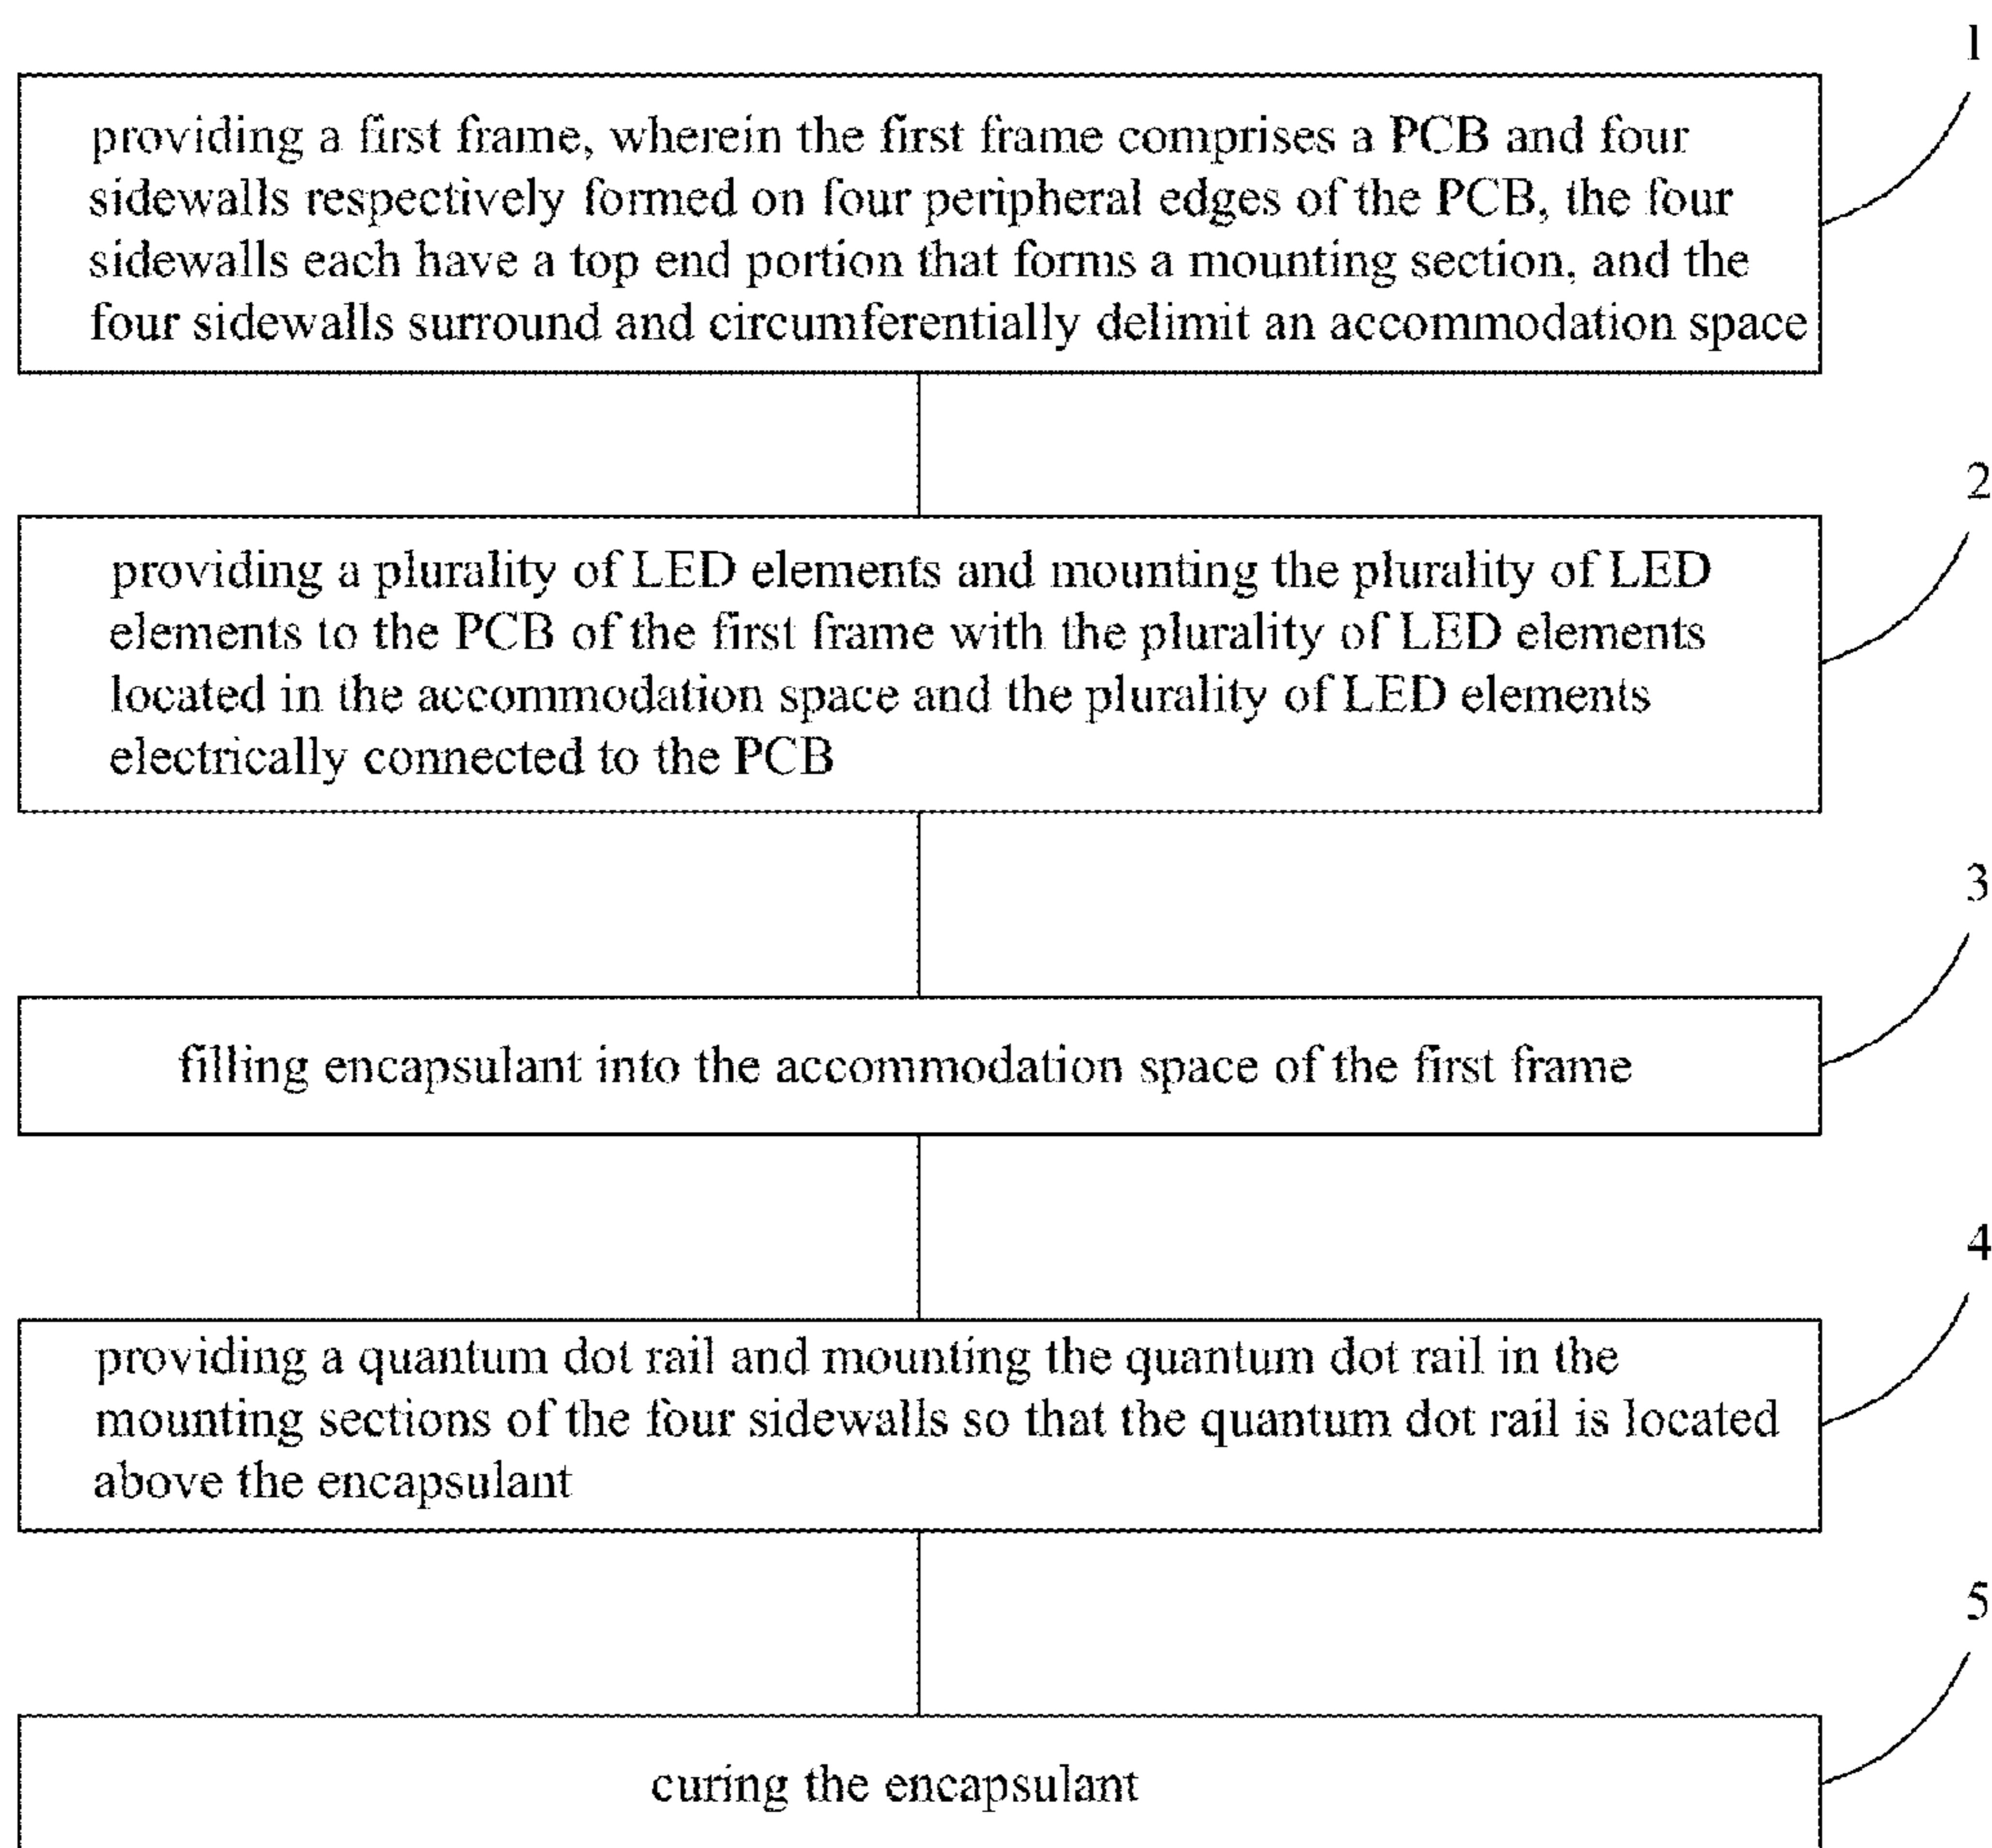 1
providing a first frame, wherein the first frame comprises a PCB and four
sidewalls respectively formed on four peripheral edges of the PCB, the four
sidewalls each have a top end portion that forms a mounting section, and the
four sidewalls surround and circumferentially delimit an accommodation space
2
providing a plurality of LED elements and mounting the plurality of LED
elements to the PCB of the first frame with the plurality of LED elements
located in the accommodation space and the plurality of LED elements
electrically connected to the PCB
3
filling encapsulant into the accommodation space of the first frame
4
providing a quantum dot rail and mounting the quantum dot rail in the
mounting sections of the four sidewalls so that the quantum dot rail is located
above the encapsulant
5
curing the encapsulant